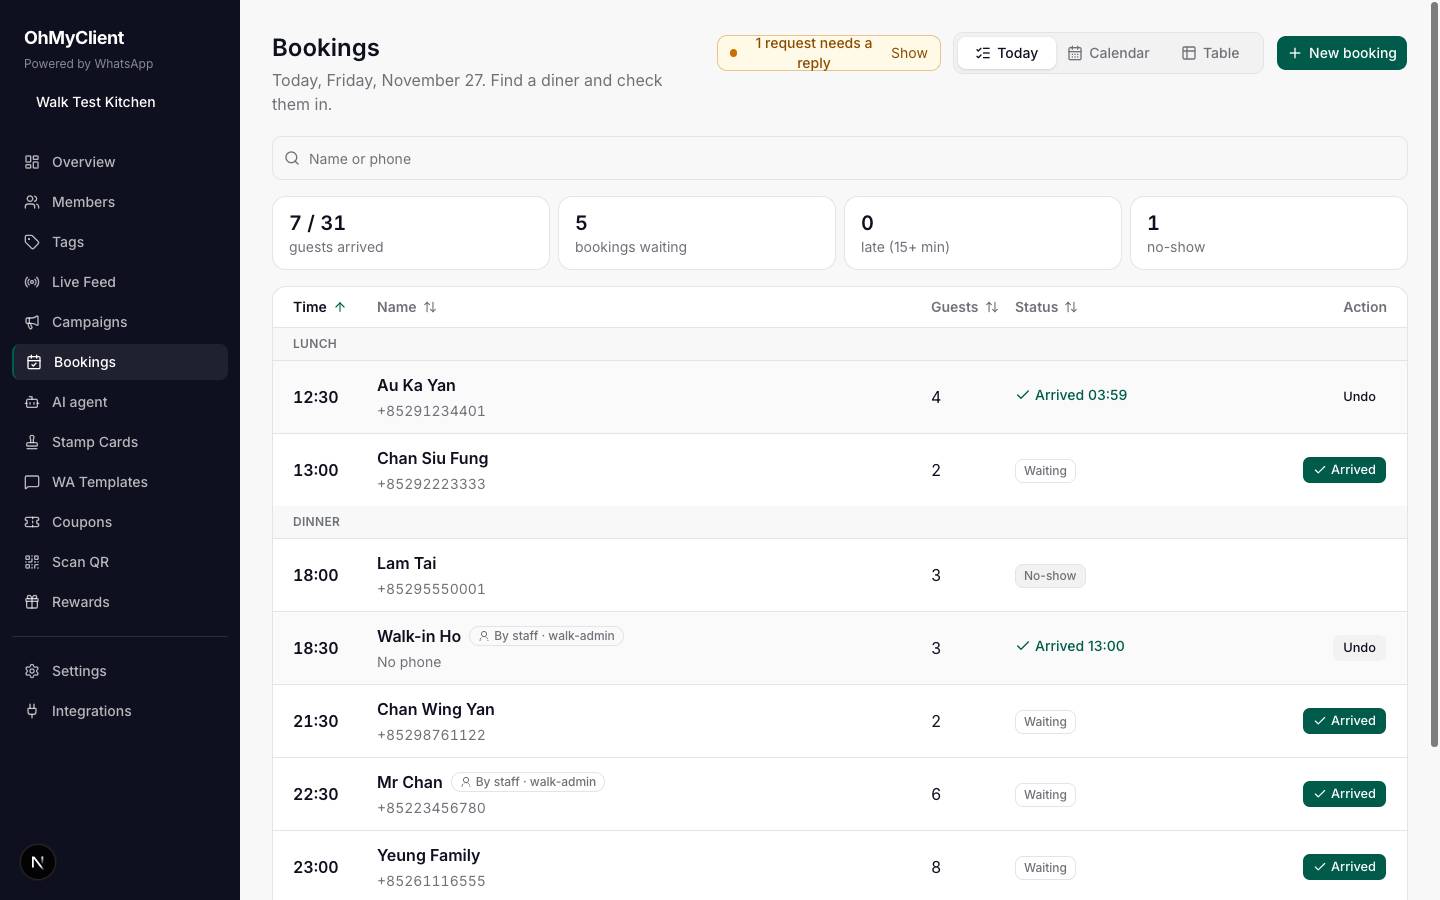 OhMyClient
Powered by WhatsApp
Walk Test Kitchen
Overview
Members
Tags
Live Feed
Campaigns
Bookings
AI agent
Stamp Cards
WA Templates
Coupons
Scan QR
Rewards
Settings
Integrations
N
Bookings
Today, Friday, November 27. Find a diner and check
them in.
1 request needs a
reply
Show
Today
Calendar
Table
New booking
Name or phone
7 / 31
guests arrived
5
bookings waiting
0
late (15+ min)
1
no-show
Time Name Guests Status Action
LUNCH
12:30 Au Ka Yan 4 Arrived 03:59 Undo
+85291234401
13:00 Chan Siu Fung 2 Waiting Arrived
+85292223333
DINNER
18:00 Lam Tai 3 No-show
+85295550001
18:30 Walk-in Ho By staff · walk-admin 3 Arrived 13:00 Undo
No phone
21:30 Chan Wing Yan 2 Waiting Arrived
+85298761122
22:30 Mr Chan By staff · walk-admin 6 Waiting Arrived
+85223456780
23:00 Yeung Family 8 Waiting Arrived
+85261116555